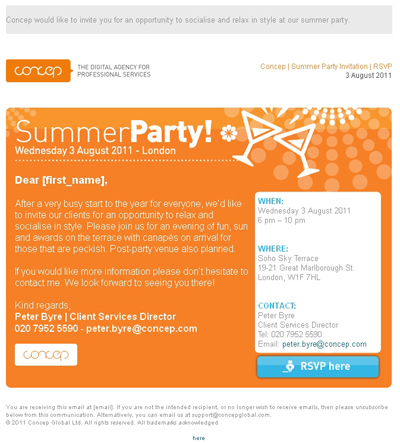 Concep would like to invite you for an opportunity to socialise and relax in style at our summer party.
concep
THE DIGITAL AGENCY FOR
PROFESSIONAL SERVICES
Concep | Summer Party Invitation | RSVP
3 August 2011
SummerParty!
Wednesday 3 August 2011 - London
Dear [first_name],
After a very busy start to the year for everyone, we'd like
to invite our clients for an opportunity to relax and
socialise in style. Please join us for an evening of fun, sun
and awards on the terrace with canapés on arrival for
those that are peckish. Post-party venue also planned.
If you would like more information please don't hesitate to
contact me. We look forward to seeing you there!
Kind regards,
Peter Byre | Client Services Director
020 7952 5590 - peter.byre@concep.com
concep
WHEN:
Wednesday 3 August 2011
6 pm – 10 pm
WHERE:
Soho Sky Terrace
19-21 Great Marlborough St.
London, W1F 7HL
CONTACT:
Peter Byre
Client Services Director
Tel: 020 7952 5590
Email: peter.byre@concep.com
RSVP here
You are receiving this email at [email]. If you are not the intended recipient, or no longer wish to receive emails, then please unsubscribe
below from this communication. Alternatively, you can email us at support@concepglobal.com.
© 2011 Concep Global Ltd. All rights reserved. All trademarks acknowledged.
here